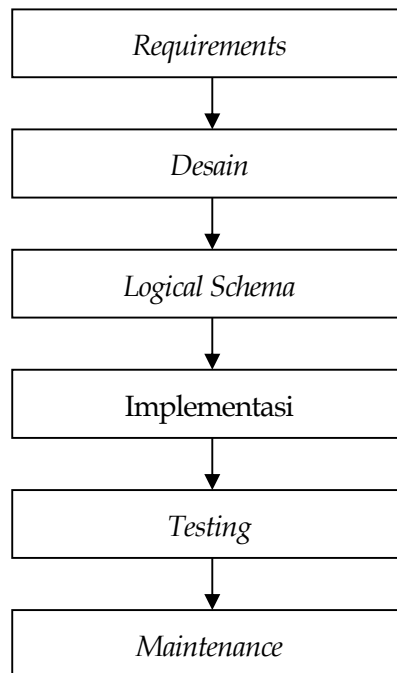 Requirements
Desain
Logical Schema
Implementasi
Testing
Maintenance